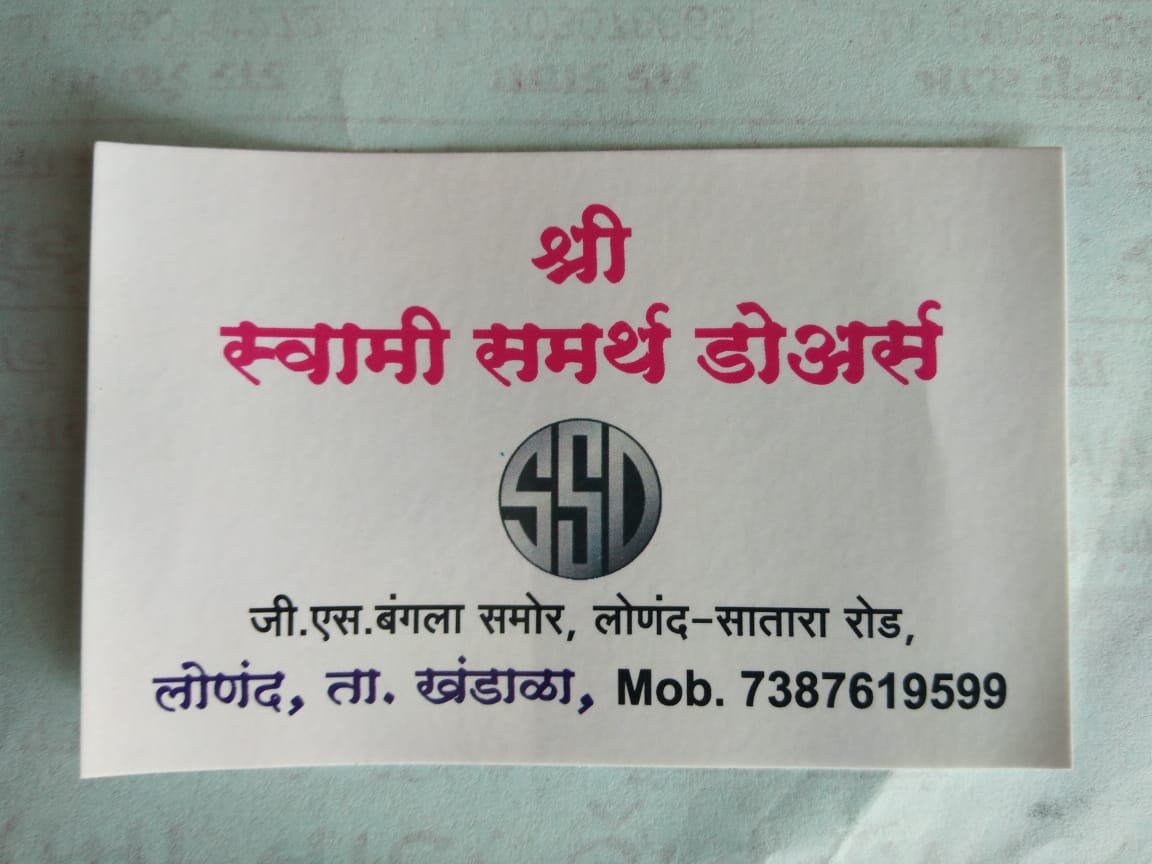 श्री
स्वामी समर्थ डोअर्स
SSD
जी.एस.बंगला समोर, लोणंद-सातारा रोड,
लोणंद, ता. खंडाळा, Mob. 7387619599